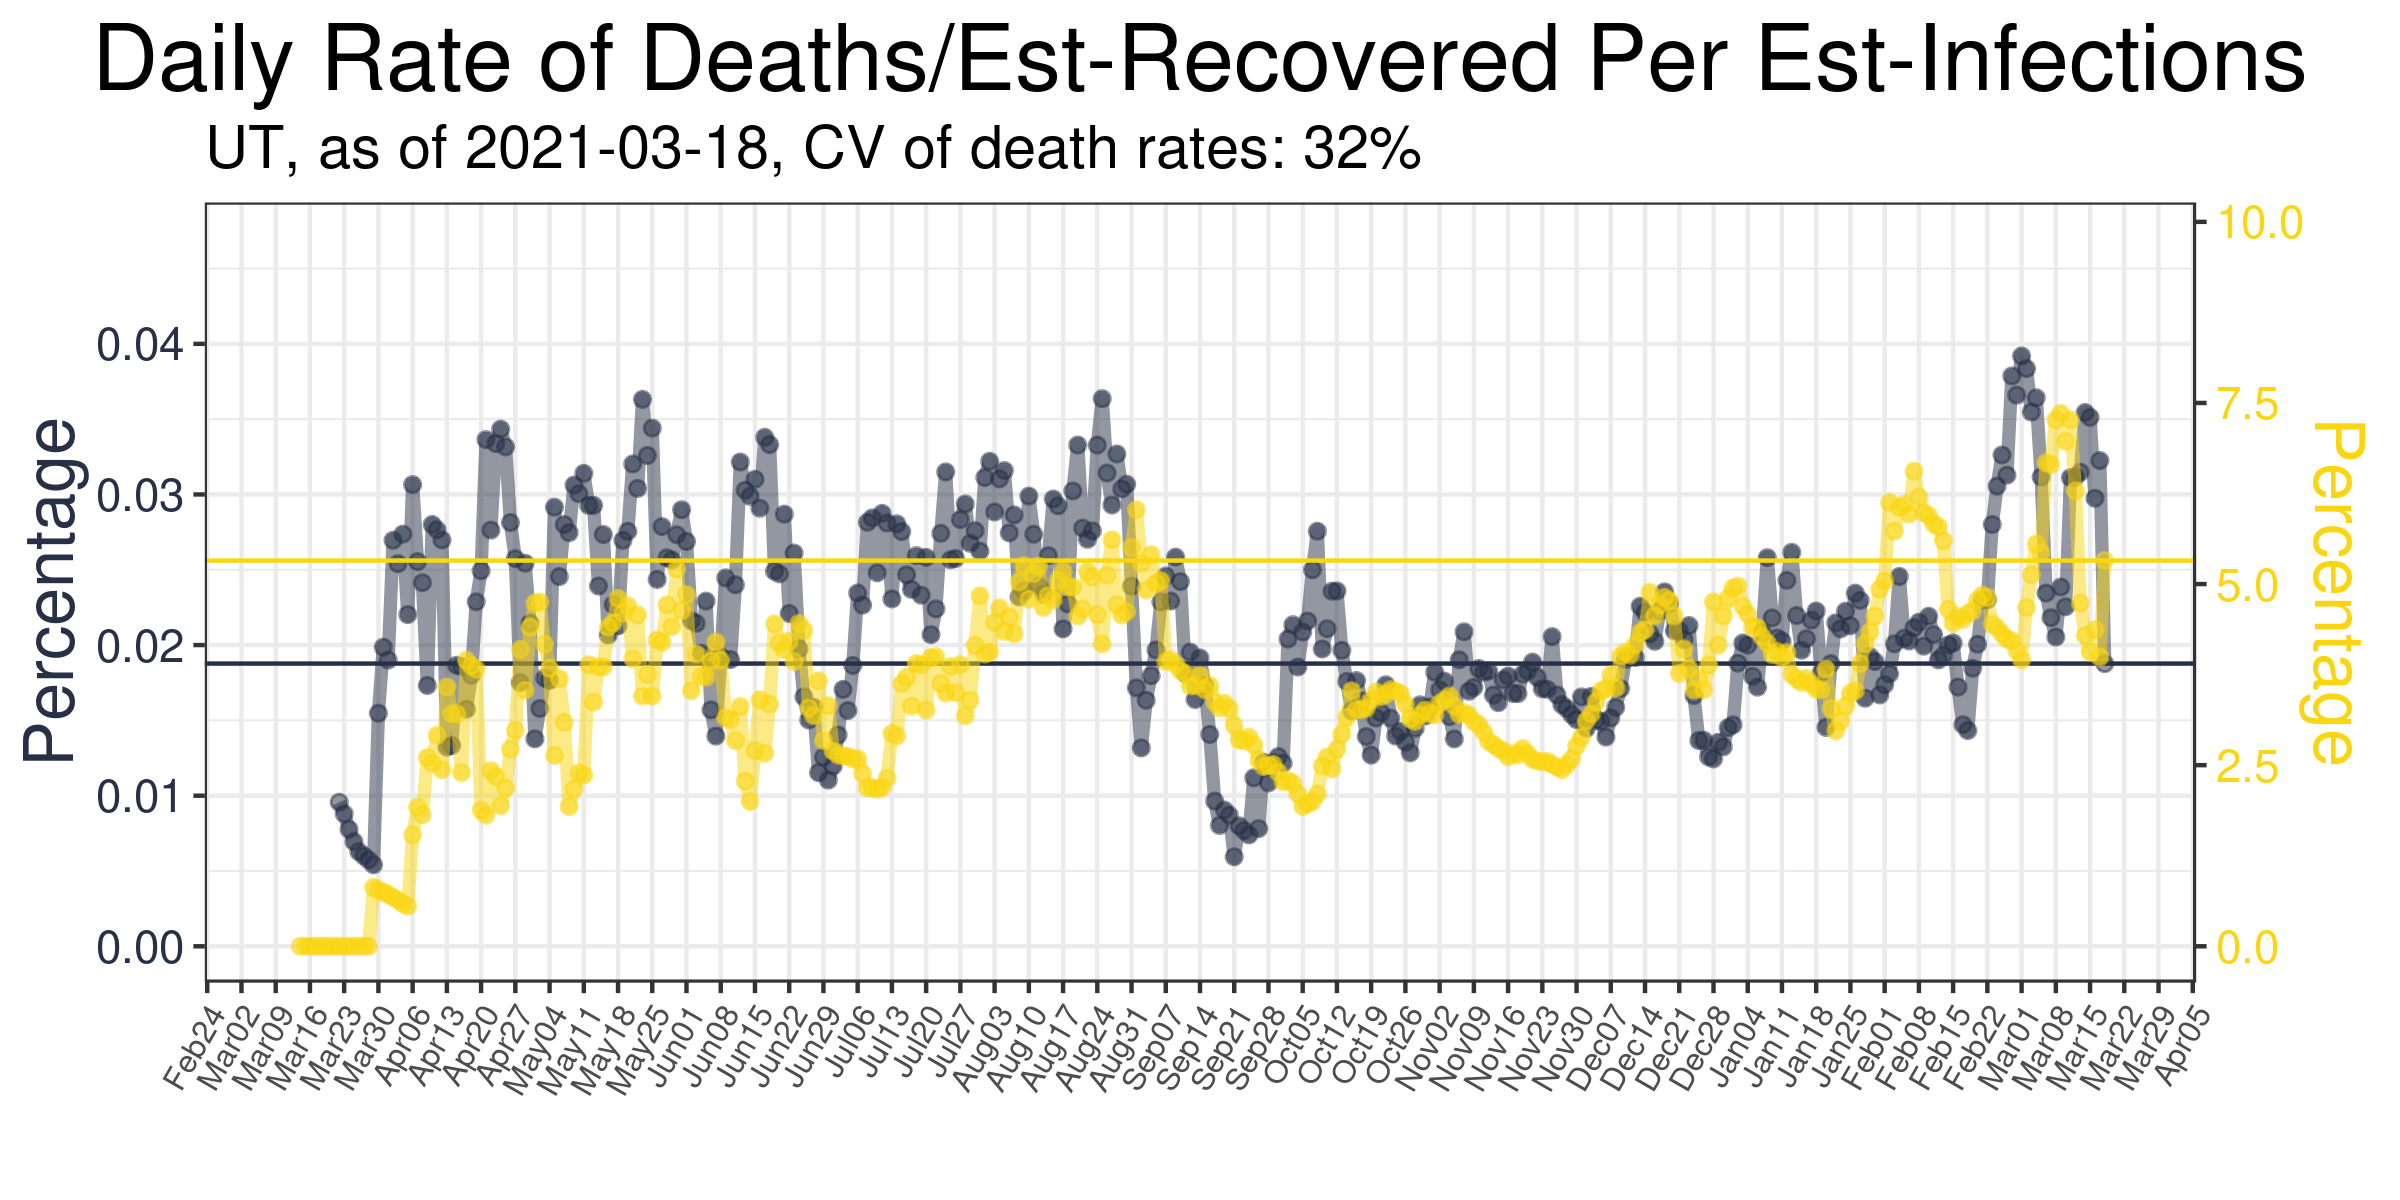 Daily Rate of Deaths/Est-Recovered Per Est-Infections
UT, as of 2021-03-18, CV of death rates: 32%
Percentage
0.04
0.03
0.02
0.01
0.00
10.0
7.5
5.0
2.5
0.0
Percentage
Feb24
Mar02
Mar09
Mar16
Mar23
Mar30
Apr06
Apr13
Apr20
Apr27
May04
May11
May18
May25
Jun01
Jun08
Jun15
Jun22
Jun29
Jul06
Jul13
Jul20
Jul27
Aug03
Aug10
Aug17
Aug24
Aug31
Sep07
Sep14
Sep21
Sep28
Oct05
Oct12
Oct19
Oct26
Nov02
Nov09
Nov16
Nov23
Nov30
Dec07
Dec14
Dec21
Dec28
Jan04
Jan11
Jan18
Jan25
Feb01
Feb08
Feb15
Feb22
Mar01
Mar08
Mar15
Mar22
Mar29
Apr05